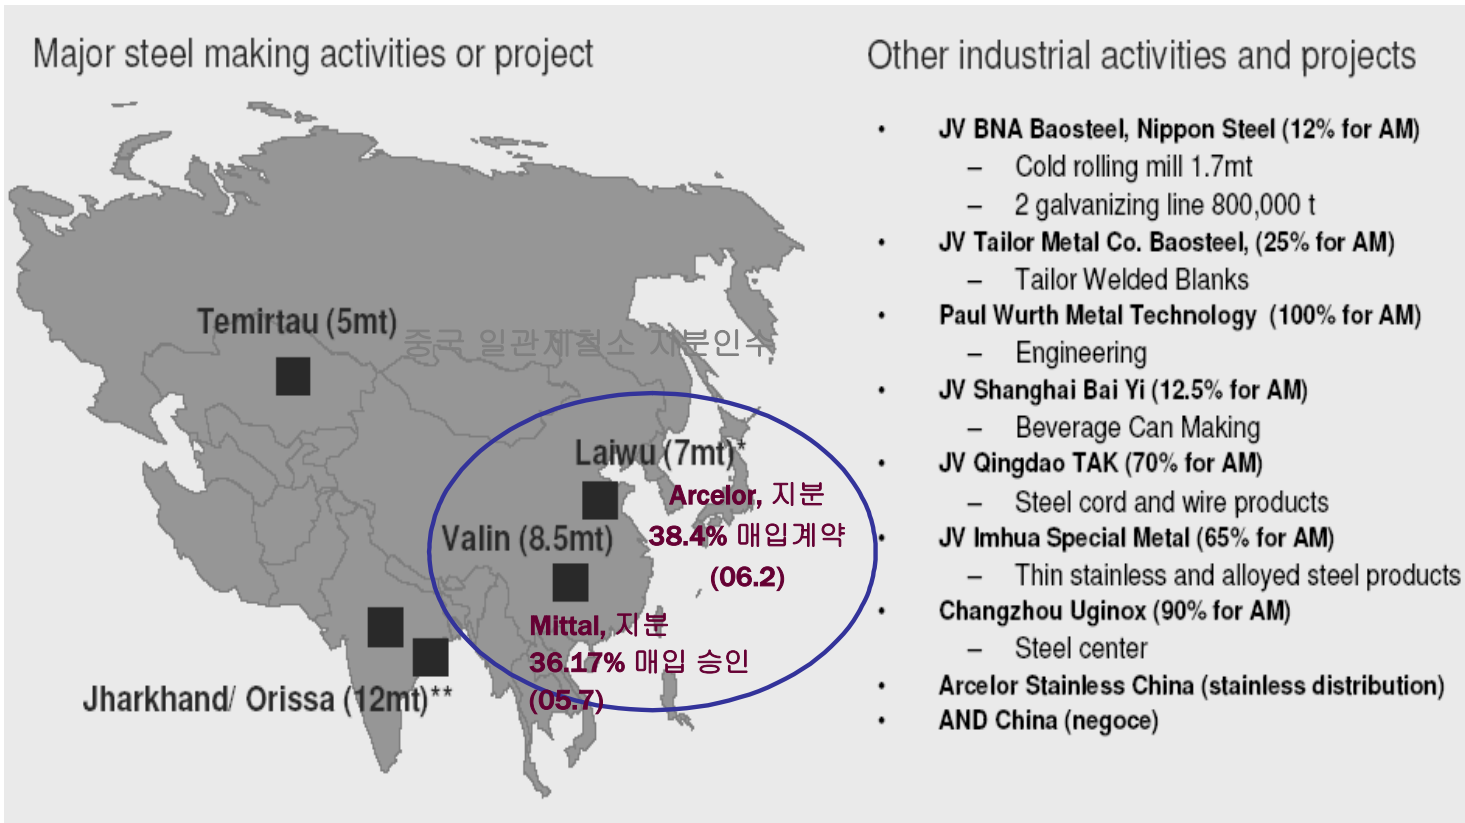 Major steel making activities or project
Temirtau (5mt)
중국 일관제철소 지분인수
Laiwu (7mt)*
Arcelor, 지분
38.4% 매입계약
(06.2)
Valin (8.5mt)
Mittal, 지분
36.17% 매입 승인
(05.7)
Jharkhand/ Orissa (12mt)**
Other industrial activities and projects
• JV BNA Baosteel, Nippon Steel (12% for AM)
– Cold rolling mill 1.7mt
– 2 galvanizing line 800,000 t
• JV Tailor Metal Co. Baosteel, (25% for AM)
– Tailor Welded Blanks
• Paul Wurth Metal Technology (100% for AM)
– Engineering
• JV Shanghai Bai Yi (12.5% for AM)
– Beverage Can Making
• JV Qingdao TAK (70% for AM)
– Steel cord and wire products
• JV Imhua Special Metal (65% for AM)
– Thin stainless and alloyed steel products
• Changzhou Uginox (90% for AM)
– Steel center
• Arcelor Stainless China (stainless distribution)
• AND China (negoce)